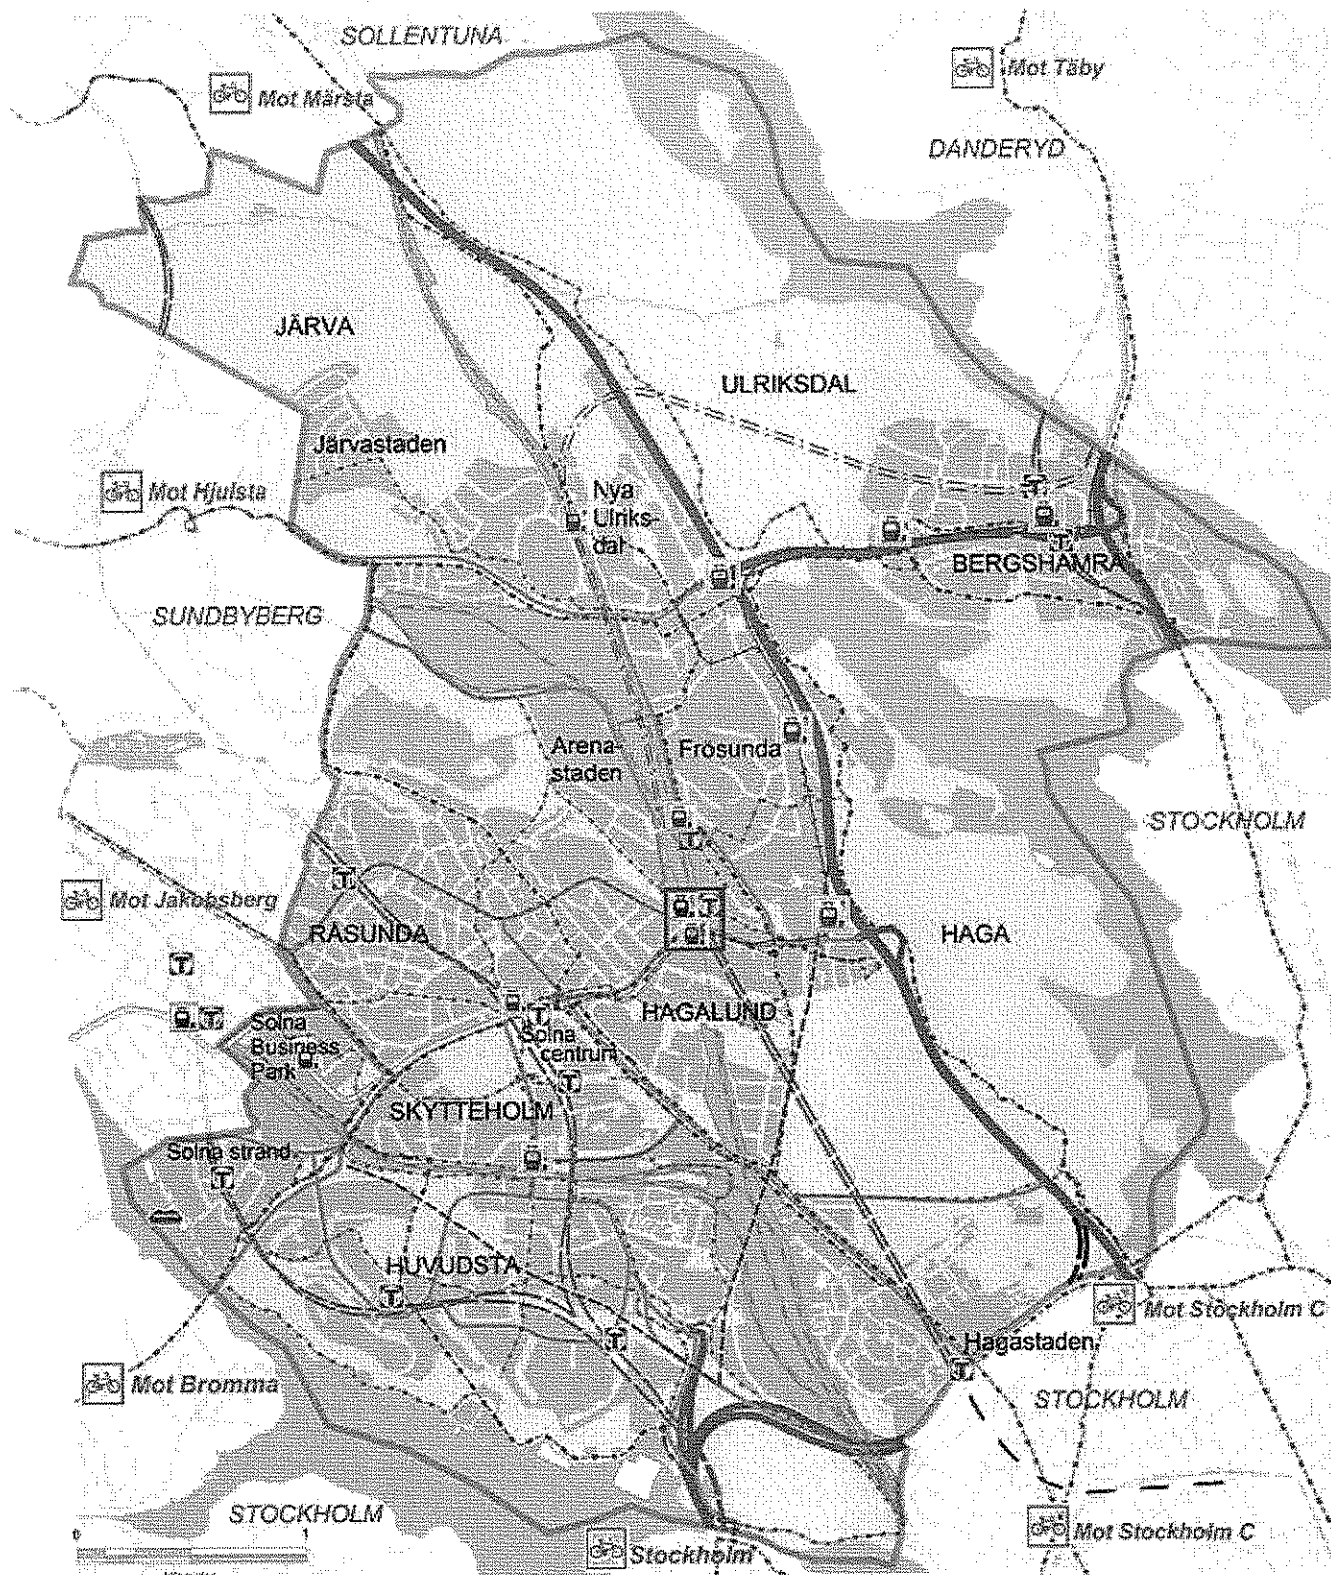 SOLLENTUNA
Mot Märsta
Mot Täby
DANDERYD
JÄRVA
ULRIKSDAL
Järvastaden
Mot Hjulsta
Nya
Ulriks-
dal
BERGSHAMRA
SUNDBYBERG
Arena-
staden
Frösunda
STOCKHOLM
Mot Jakobsberg
T
RÅSUNDA
T
T
HAGA
T
HAGALUND
T
T
Solna
Business
Park
Solna
centrum
T
SKYTTEHOLM
Solna strand
T
HUVUDSTA
T
Mot Stockholm C
T
Hagastaden
T
Mot Bromma
STOCKHOLM
STOCKHOLM
0 1
Mot Stockholm C
Stockholm